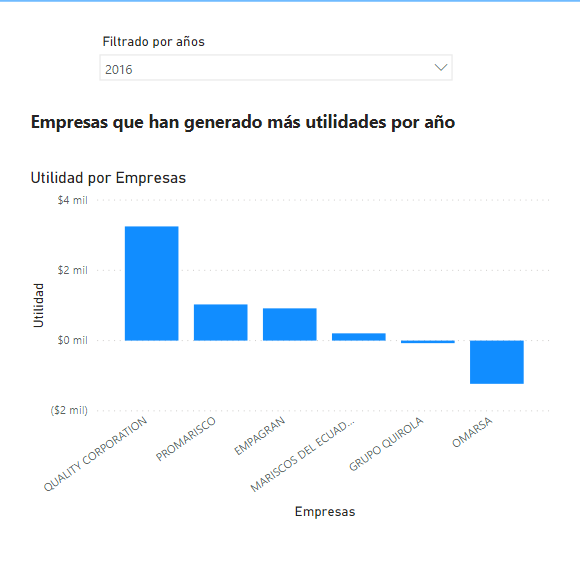 Filtrado por años
2016
Empresas que han generado más utilidades por año
Utilidad por Empresas
$4 mil
$2 mil
$0 mil
($2 mil)
Utilidad
QUALITY CORPORATION
PROMARISCO
EMPAGRAN
MARISCOS DEL ECUAD...
GRUPO QUIROLA
OMARSA
Empresas